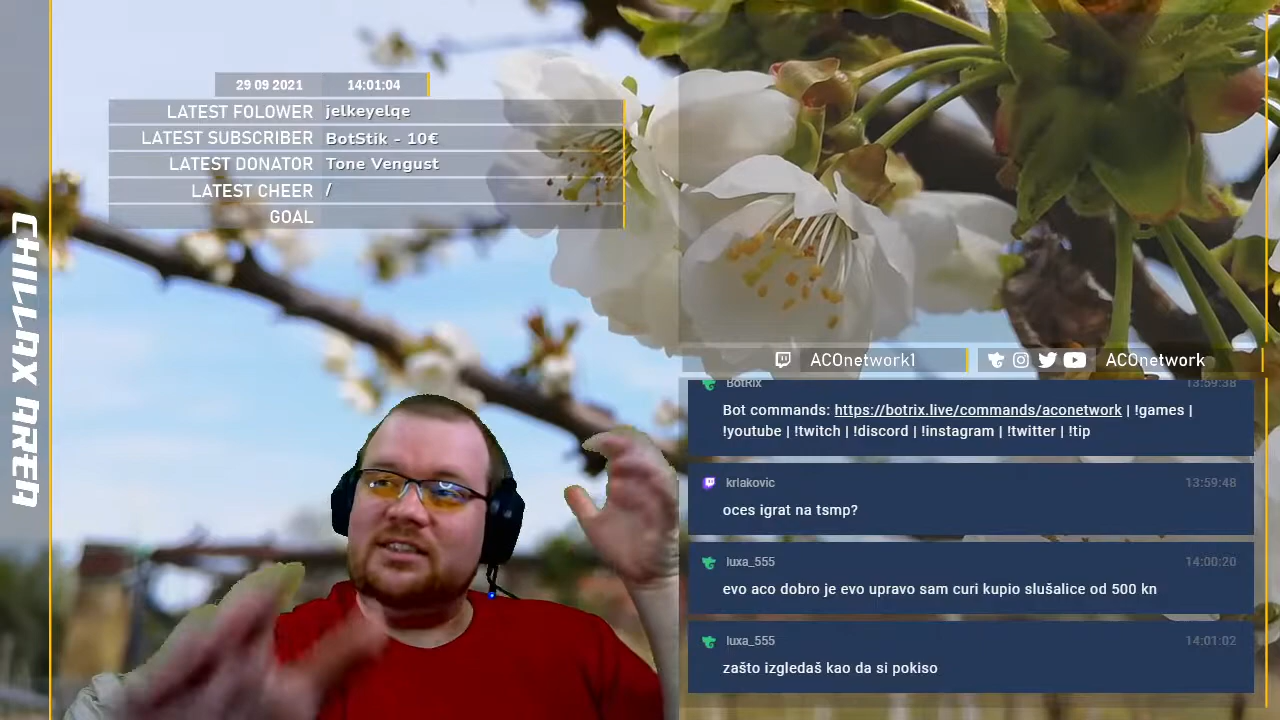 29 09 2021 14:01:04
LATEST FOLOWER jelkeyelqe
LATEST SUBSCRIBER BotStik - 10€
LATEST DONATOR Tone Vengust
LATEST CHEER /
GOAL
CHILLAX AREA
ACOnetwork1 ACOnetwork
BotRix 13:59:38
Bot commands: https://botrix.live/commands/aconetwork | !games |
!youtube | !twitch | !discord | !instagram | !twitter | !tip
krlakovic 13:59:48
oces igrat na tsmp?
luxa_555 14:00:20
evo aco dobro je evo upravo sam curi kupio slušalice od 500 kn
luxa_555 14:01:02
zašto izgledaš kao da si pokiso